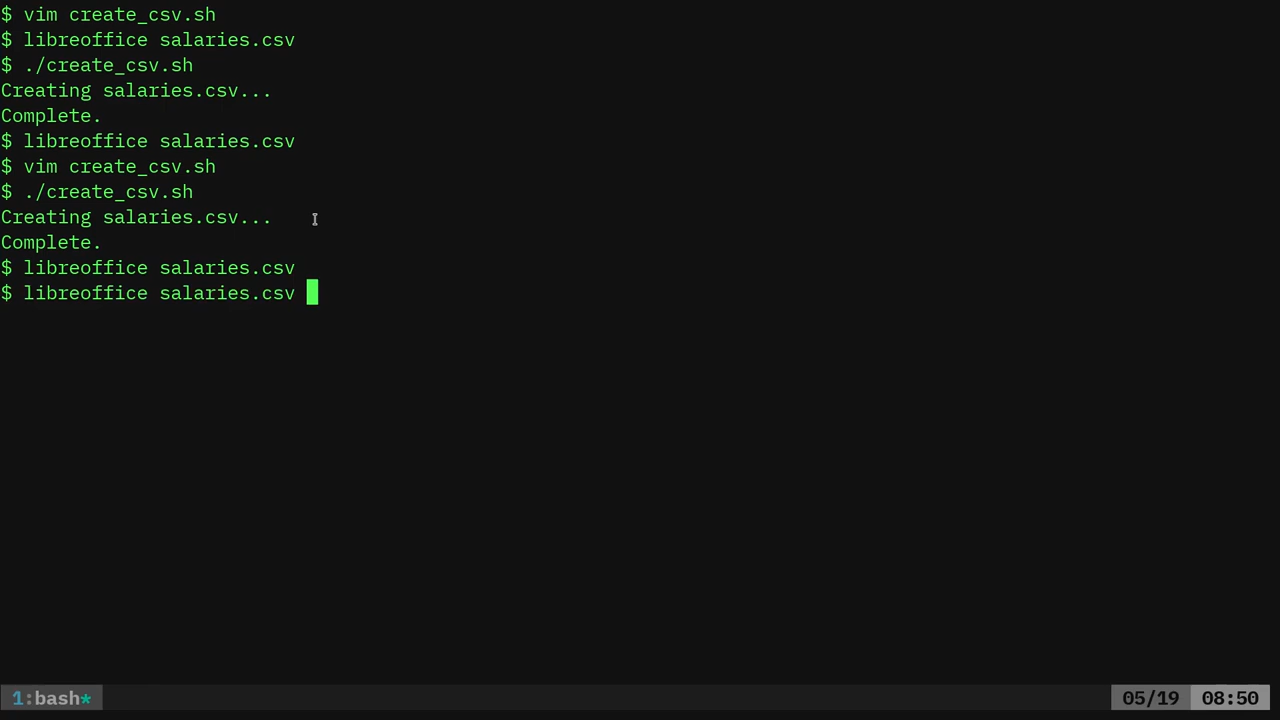 $ vim create_csv.sh
$ libreoffice salaries.csv
$ ./create_csv.sh
Creating salaries.csv...
Complete.
$ libreoffice salaries.csv
$ vim create_csv.sh
$ ./create_csv.sh
Creating salaries.csv...
Complete.
$ libreoffice salaries.csv
$ libreoffice salaries.csv
1:bash* 05/19 08:50